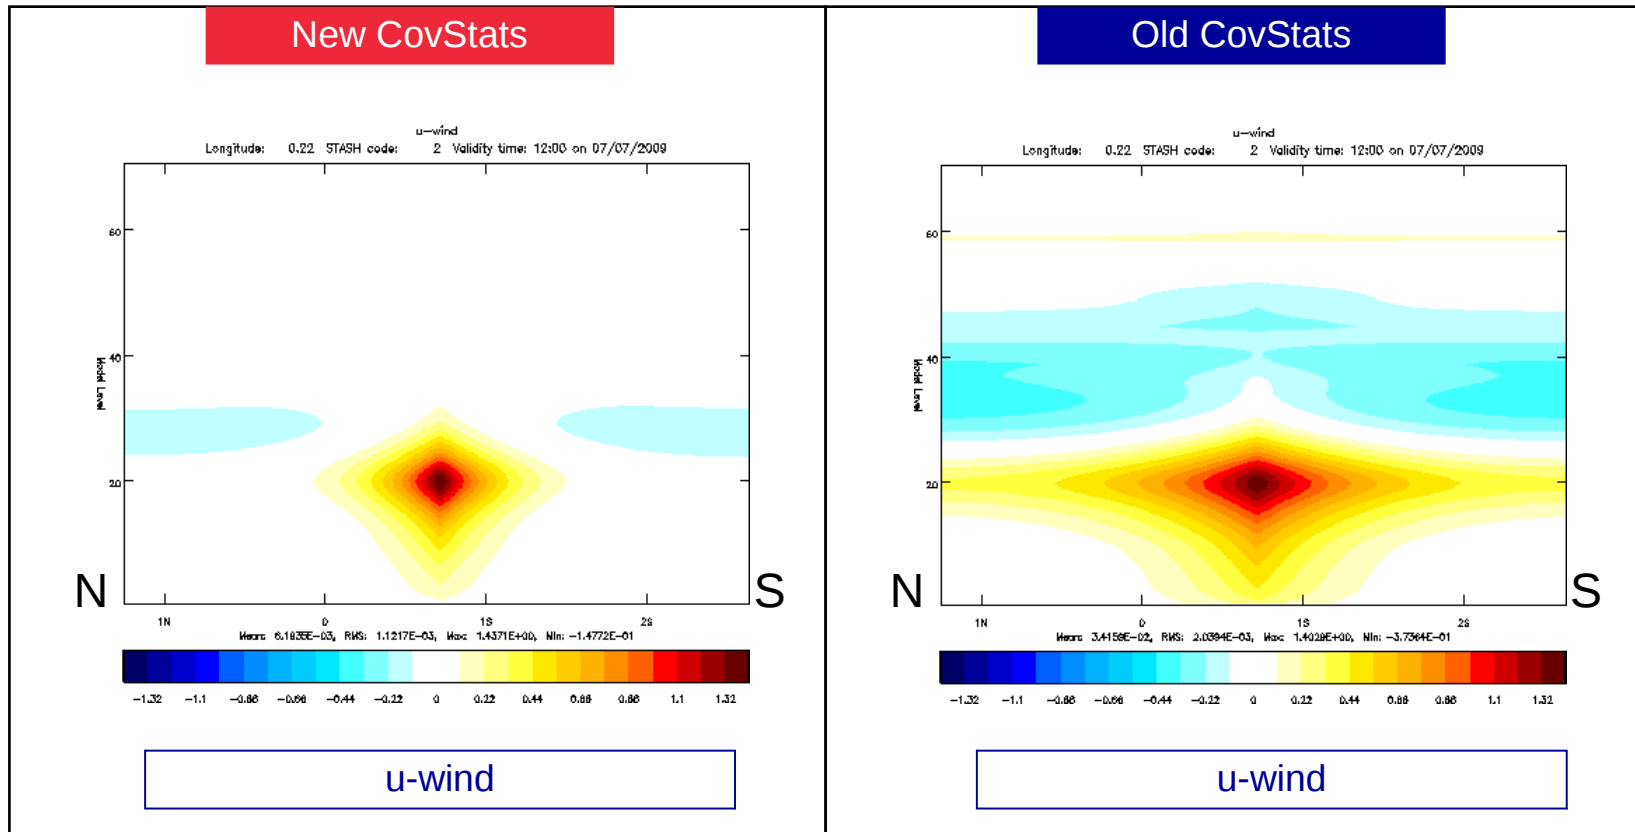 New CovStats
u-wind
Longitude: 0.22 STASH code: 2 Validity time: 12:00 on 07/07/2009
60
40
20
Model Level
N
S
1N 0 1S 2S
Mean: 6.1835E-03, RMS: 1.1217E-03, Max: 1.4371E+00, Min: -1.4772E-01
-1.32 -1.1 -0.88 -0.66 -0.44 -0.22 0 0.22 0.44 0.66 0.88 1.1 1.32
u-wind
Old CovStats
u-wind
Longitude: 0.22 STASH code: 2 Validity time: 12:00 on 07/07/2009
60
40
20
Model Level
S
1N 0 1S 2S
Mean: 3.4156E-02, RMS: 2.0394E-03, Max: 1.4029E+00, Min: -3.7364E-01
-1.32 -1.1 -0.88 -0.66 -0.44 -0.22 0 0.22 0.44 0.66 0.88 1.1 1.32
u-wind
N